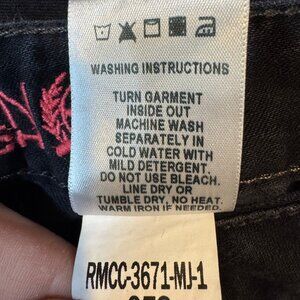 WASHING INSTRUCTIONS
TURN GARMENT
INSIDE OUT
MACHINE WASH
SEPARATELY IN
COLD WATER WITH
MILD DETERGENT.
DO NOT USE BLEACH.
LINE DRY OR
TUMBLE DRY, NO HEAT.
WARM IRON IF NEEDED.
RMCC-3671-MJ-1